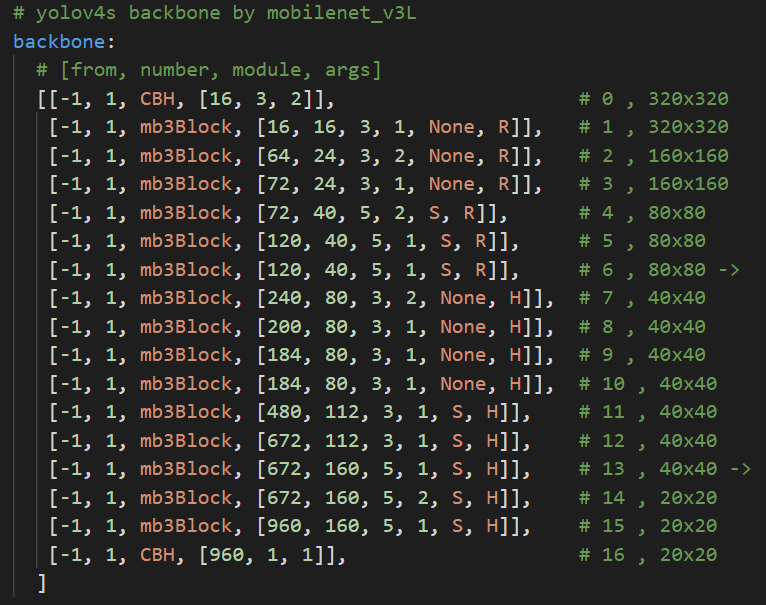 # yolov4s backbone by mobilenet_v3L
backbone:
# [from, number, module, args]
[[-1, 1, CBH, [16, 3, 2]], # 0 , 320x320
[-1, 1, mb3Block, [16, 16, 3, 1, None, R]], # 1 , 320x320
[-1, 1, mb3Block, [64, 24, 3, 2, None, R]], # 2 , 160x160
[-1, 1, mb3Block, [72, 24, 3, 1, None, R]], # 3 , 160x160
[-1, 1, mb3Block, [72, 40, 5, 2, S, R]], # 4 , 80x80
[-1, 1, mb3Block, [120, 40, 5, 1, S, R]], # 5 , 80x80
[-1, 1, mb3Block, [120, 40, 5, 1, S, R]], # 6 , 80x80 ->
[-1, 1, mb3Block, [240, 80, 3, 2, None, H]], # 7 , 40x40
[-1, 1, mb3Block, [200, 80, 3, 1, None, H]], # 8 , 40x40
[-1, 1, mb3Block, [184, 80, 3, 1, None, H]], # 9 , 40x40
[-1, 1, mb3Block, [184, 80, 3, 1, None, H]], # 10 , 40x40
[-1, 1, mb3Block, [480, 112, 3, 1, S, H]], # 11 , 40x40
[-1, 1, mb3Block, [672, 112, 3, 1, S, H]], # 12 , 40x40
[-1, 1, mb3Block, [672, 160, 5, 1, S, H]], # 13 , 40x40 ->
[-1, 1, mb3Block, [672, 160, 5, 2, S, H]], # 14 , 20x20
[-1, 1, mb3Block, [960, 160, 5, 1, S, H]], # 15 , 20x20
[-1, 1, CBH, [960, 1, 1]], # 16 , 20x20
]